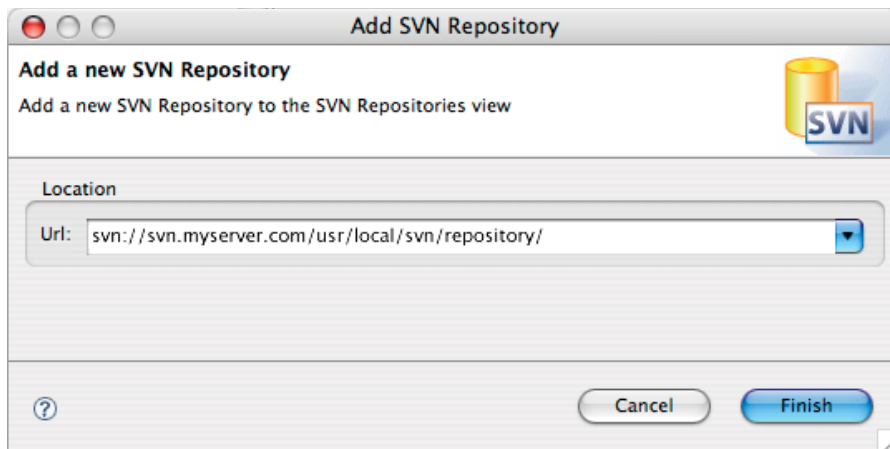 Add SVN Repository
Add a new SVN Repository
Add a new SVN Repository to the SVN Repositories view
SVN
Location
Url: svn://svn.myserver.com/usr/local/svn/repository/
? Cancel Finish